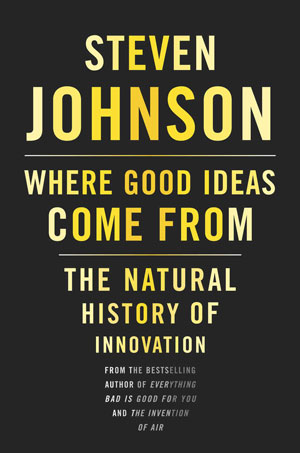 STEVEN
JOHNSON
WHERE GOOD IDEAS
COME FROM
THE NATURAL
HISTORY OF
INNOVATION
FROM THE BESTSELLING
AUTHOR OF EVERYTHING
BAD IS GOOD FOR YOU
AND THE INVENTION
OF AIR